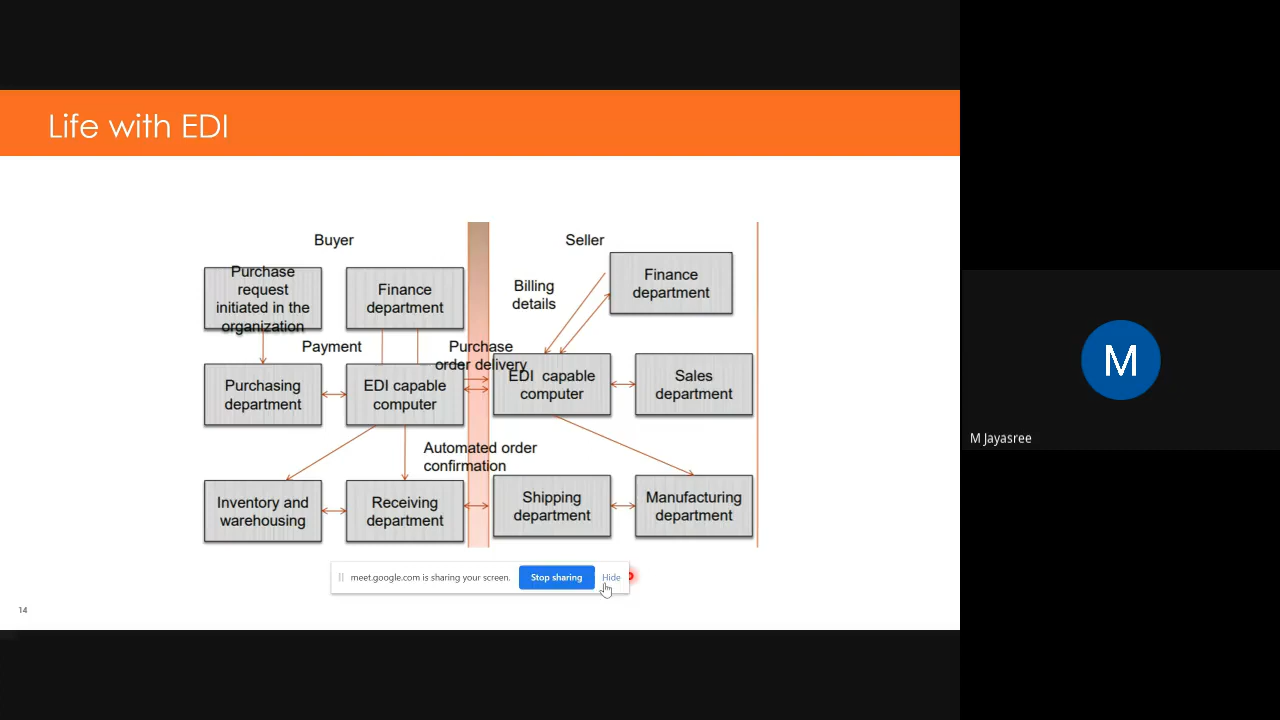 Life with EDI
Buyer
Seller
Purchase
request
initiated in the
organization
Finance
department
Billing
details
Finance
department
Payment
Purchase
order delivery
Purchasing
department
EDI capable
computer
EDI capable
computer
Sales
department
Automated order
confirmation
Inventory and
warehousing
Receiving
department
Shipping
department
Manufacturing
department
meet.google.com is sharing your screen.
Stop sharing
Hide
14
M
M Jayasree